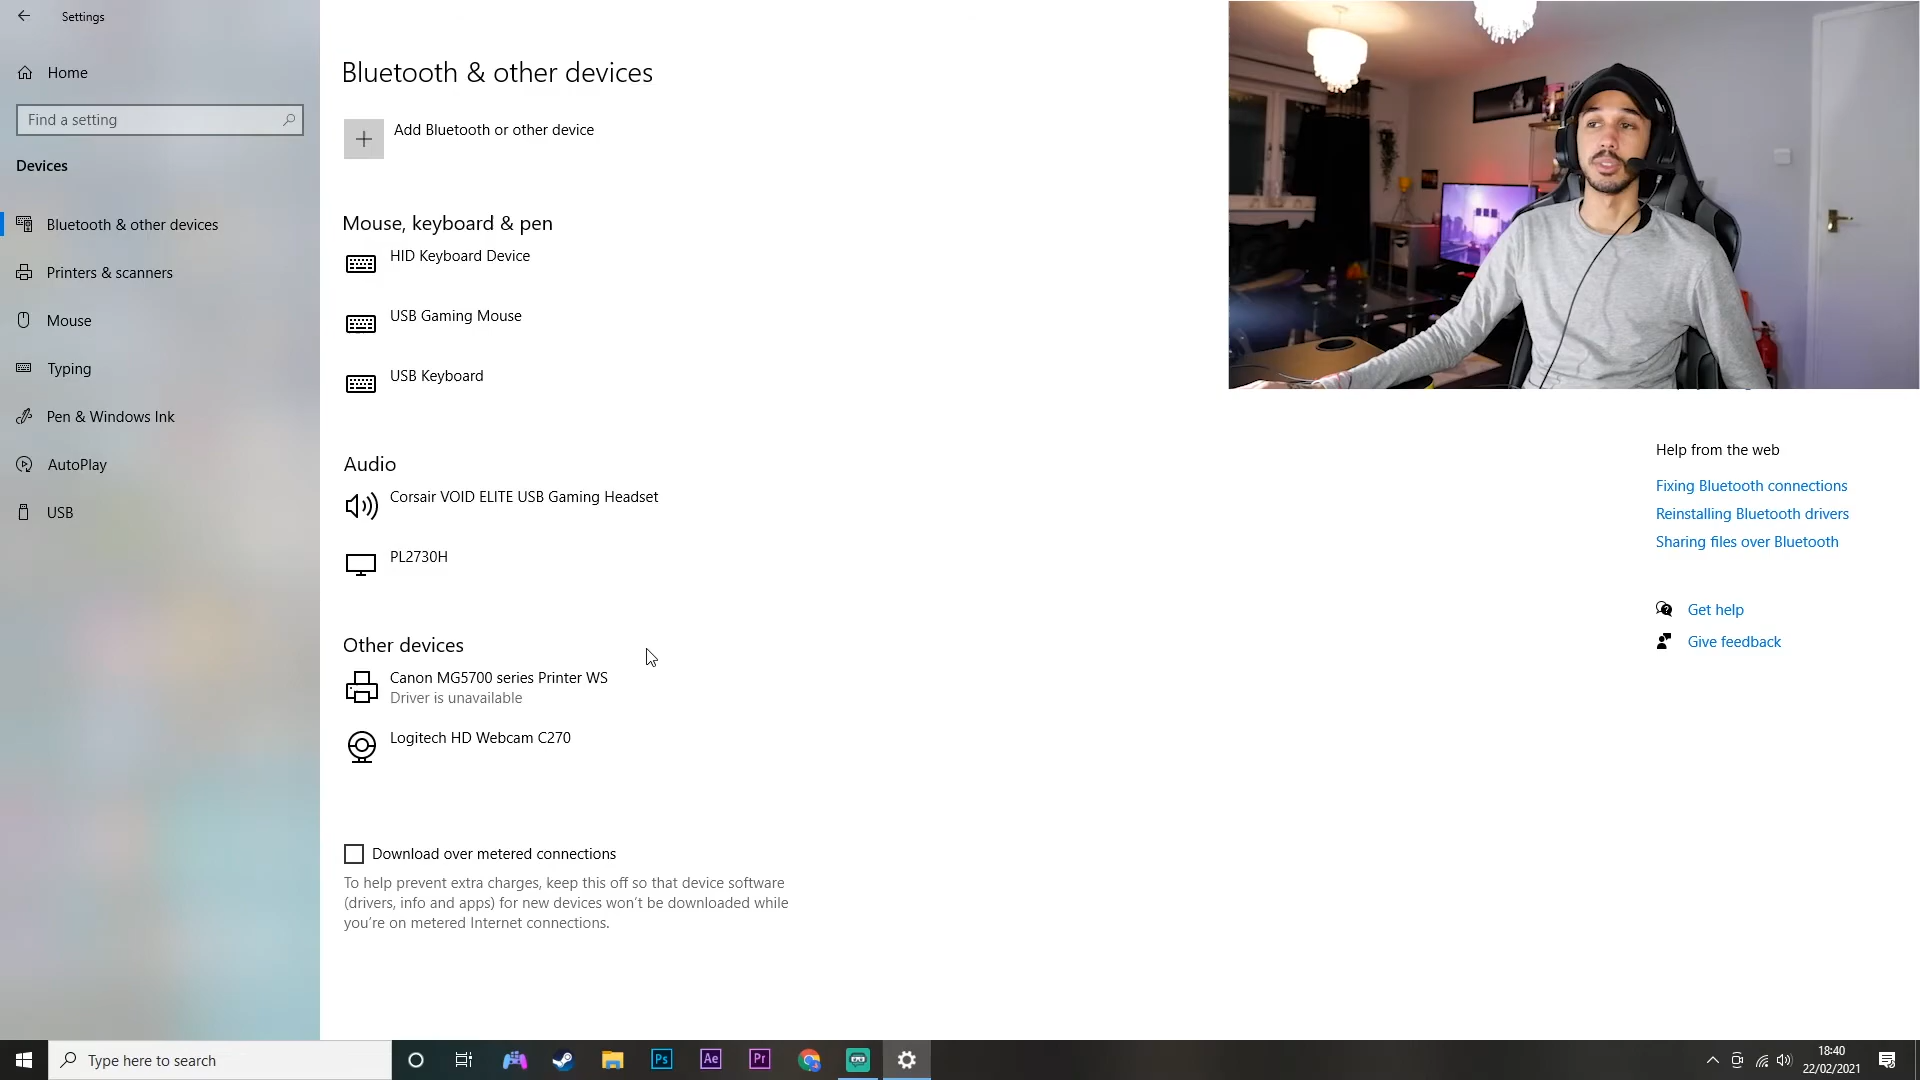 Settings
Home
Find a setting
Devices
Bluetooth & other devices
Printers & scanners
Mouse
Typing
Pen & Windows Ink
AutoPlay
USB
Bluetooth & other devices
Add Bluetooth or other device
Mouse, keyboard & pen
HID Keyboard Device
USB Gaming Mouse
USB Keyboard
Audio
Corsair VOID ELITE USB Gaming Headset
PL2730H
Other devices
Canon MG5700 series Printer WS
Driver is unavailable
Logitech HD Webcam C270
Download over metered connections
To help prevent extra charges, keep this off so that device software
(drivers, info and apps) for new devices won’t be downloaded while
you’re on metered Internet connections.
Help from the web
Fixing Bluetooth connections
Reinstalling Bluetooth drivers
Sharing files over Bluetooth
Get help
Give feedback
Type here to search
Ps
Ae
Pr
18:40
22/02/2021